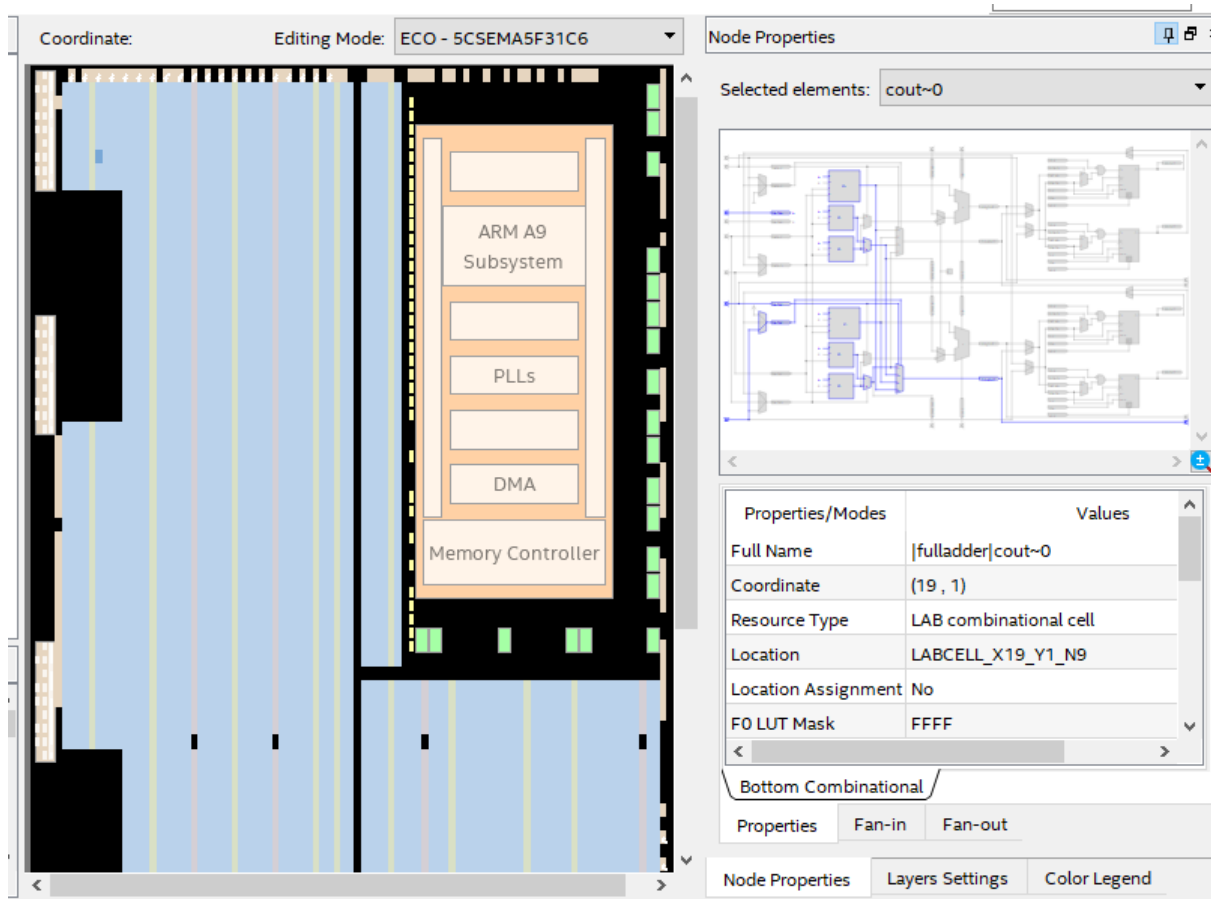 Coordinate:
Editing Mode: ECO - 5CSEMA5F31C6
ARM A9
Subsystem
PLLs
DMA
Memory Controller
Node Properties
Selected elements: cout~0
Properties/Modes Values
Full Name |fulladder|cout~0
Coordinate (19 , 1)
Resource Type LAB combinational cell
Location LABCELL_X19_Y1_N9
Location Assignment No
F0 LUT Mask FFFF
Bottom Combinational
Properties Fan-in Fan-out
Node Properties Layers Settings Color Legend